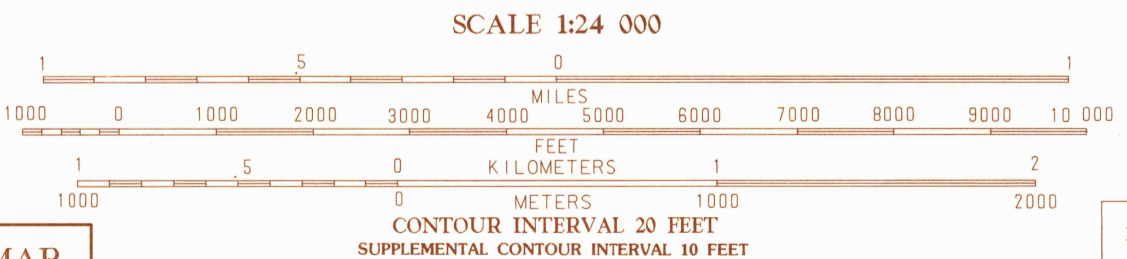 SCALE 1:24 000
1 .5 0 1
MILES
1000 0 1000 2000 3000 4000 5000 6000 7000 8000 9000 10 000
FEET
1 .5 0 KILOMETERS 1 2
1000 0 METERS 1000 2000
CONTOUR INTERVAL 20 FEET
SUPPLEMENTAL CONTOUR INTERVAL 10 FEET
MAP